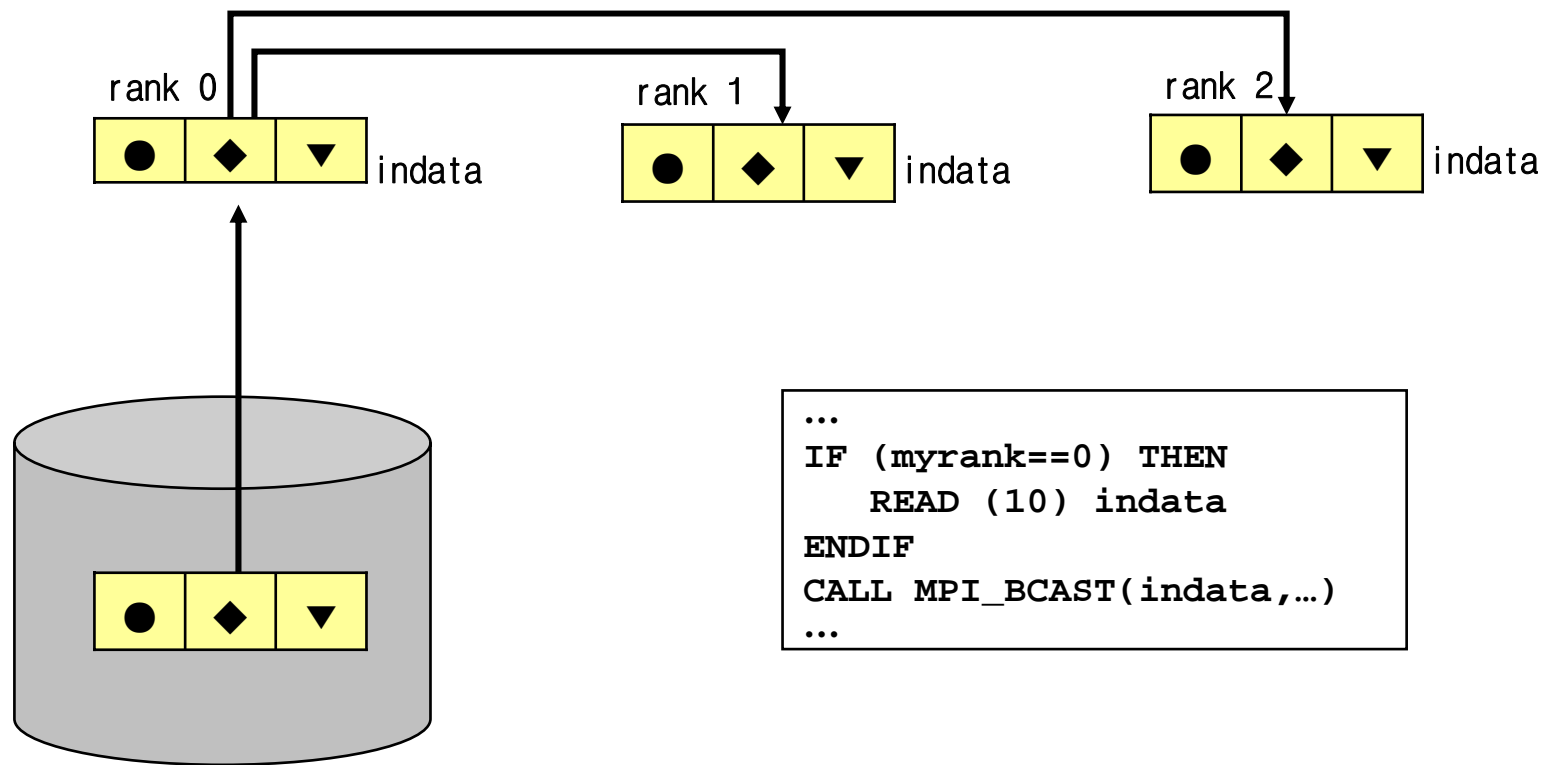 rank 0
rank 1
rank 2
indata
indata
indata
…
IF (myrank==0) THEN
READ (10) indata
ENDIF
CALL MPI_BCAST(indata,…)
…